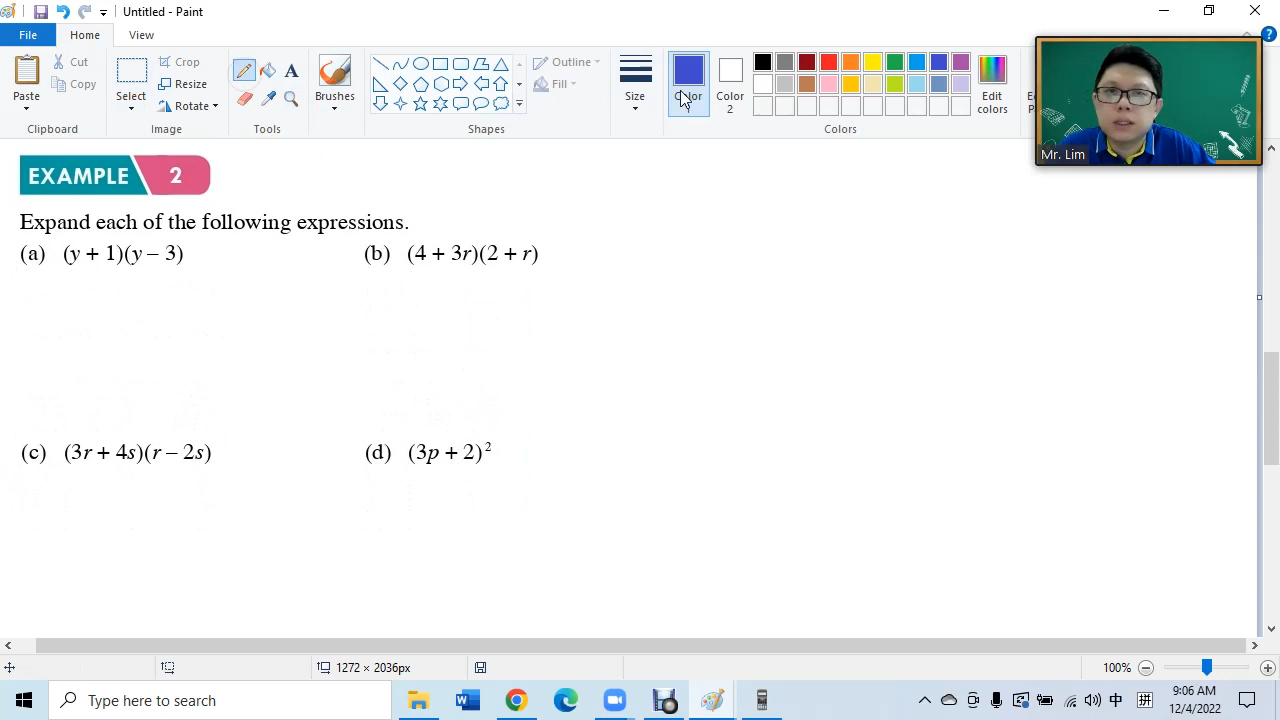 Untitled - Paint
File Home View
Paste Cut Copy Clipboard
Select Crop Resize Rotate Image
A Tools
Brushes
Outline Fill Shapes
Size
Color 1 Color 2 Edit colors Colors
Mr. Lim
EXAMPLE 2
Expand each of the following expressions.
(a) (y + 1)(y – 3) (b) (4 + 3r)(2 + r)
(c) (3r + 4s)(r – 2s) (d) (3p + 2)²
1272 × 2036px 100%
Type here to search
中 拼 9:06 AM
12/4/2022